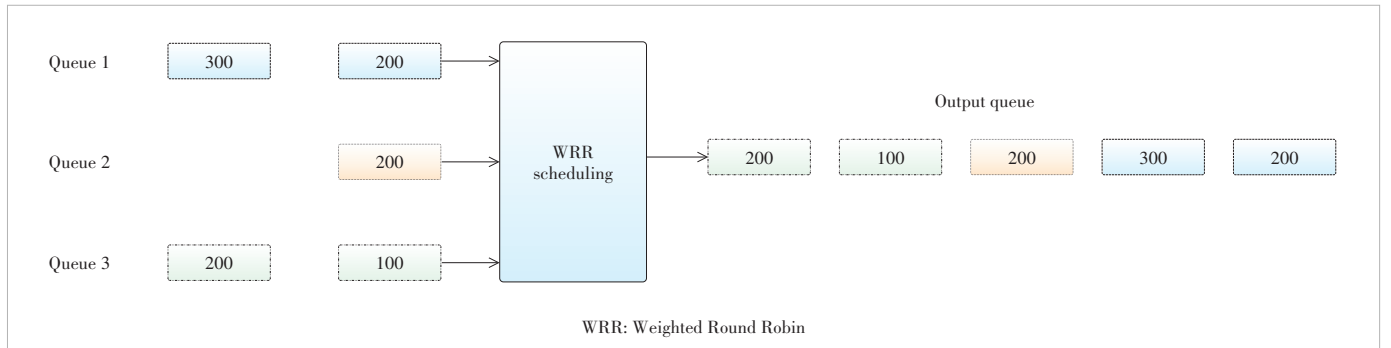 Queue 1
300
200
Queue 2
200
Queue 3
200
100
WRR
scheduling
Output queue
200
100
200
300
200
WRR: Weighted Round Robin